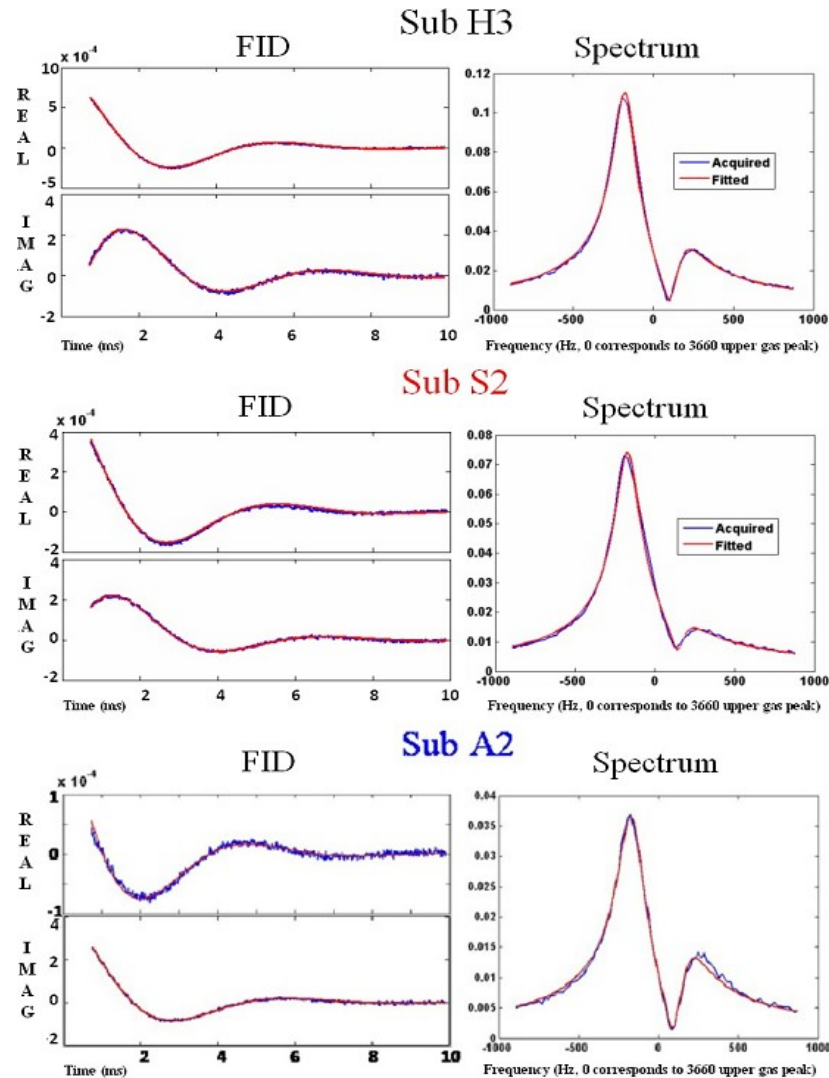 Sub H3
FID
Spectrum
x 10⁻⁴
10
5
0
-5
R E A L
4
2
0
-2
I M A G
2 4 6 8 10
Time (ms)
0.12
0.1
0.08
0.06
0.04
0.02
0
Acquired
Fitted
-1000 -500 0 500 1000
Frequency (Hz, 0 corresponds to 3660 upper gas peak)
Sub S2
FID
Spectrum
x 10⁻⁴
4
2
0
-2
R E A L
4
2
0
-2
I M A G
2 4 6 8 10
Time (ms)
0.08
0.07
0.06
0.05
0.04
0.03
0.02
0.01
0
Acquired
Fitted
-1000 -500 0 500 1000
Frequency (Hz, 0 corresponds to 3660 upper gas peak)
Sub A2
FID
Spectrum
x 10⁻⁴
1
0
-1
R E A L
4
2
0
-2
I M A G
2 4 6 8 10
Time (ms)
0.04
0.035
0.03
0.025
0.02
0.015
0.01
0.005
0
-1000 -500 0 500 1000
Frequency (Hz, 0 corresponds to 3660 upper gas peak)